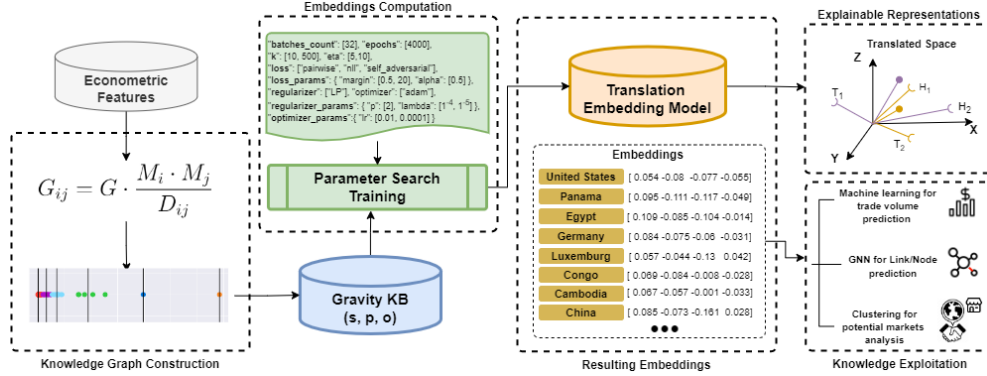 Embeddings Computation
Explainable Representations
Econometric
Features
"batches_count": [32], "epochs": [4000],
"k": [10, 500], "eta": [5,10],
"loss": ["pairwise", "nll", "self_adversarial"],
"loss_params": { "margin": [0.5, 20], "alpha": [0.5] },
"regularizer": ["LP"], "optimizer": ["adam"],
"regularizer_params": { "p": [2], "lambda": [1⁻⁴, 1⁻⁵] },
"optimizer_params":{ "lr": [0.01, 0.0001] }
Parameter Search
Training
Translation
Embedding Model
Translated Space
Z
H₁
T₁
H₂
X
T₂
Y
G_ij = G · M_i · M_j / D_ij
Gravity KB
(s, p, o)
Knowledge Graph Construction
Embeddings
United States [ 0.054 -0.08 -0.077 -0.055]
Panama [ 0.095 -0.111 -0.117 -0.049]
Egypt [ 0.109 -0.085 -0.104 -0.014]
Germany [ 0.084 -0.075 -0.06 -0.031]
Luxemburg [ 0.057 -0.044 -0.13 0.042]
Congo [ 0.069 -0.084 -0.008 -0.028]
Cambodia [ 0.067 -0.057 -0.001 -0.033]
China [ 0.085 -0.073 -0.161 0.028]
Resulting Embeddings
Machine learning for
trade volume
prediction
GNN for Link/Node
prediction
Clustering for
potential markets
analysis
Knowledge Exploitation